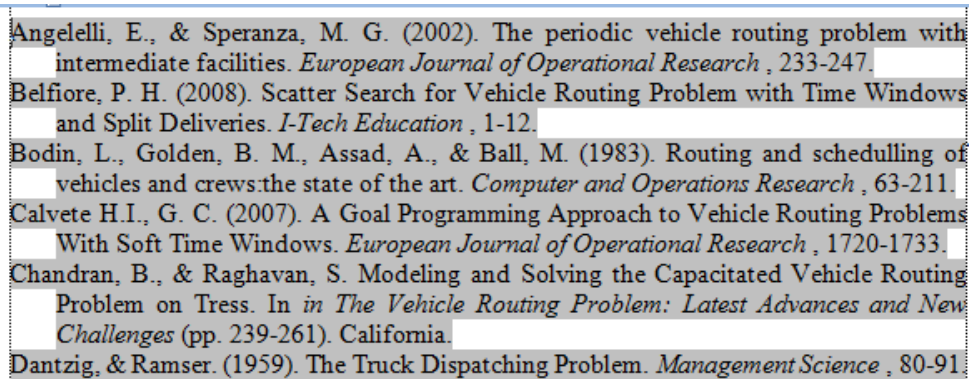 Angelelli, E., & Speranza, M. G. (2002). The periodic vehicle routing problem with
intermediate facilities. European Journal of Operational Research , 233-247.
Belfiore, P. H. (2008). Scatter Search for Vehicle Routing Problem with Time Windows
and Split Deliveries. I-Tech Education , 1-12.
Bodin, L., Golden, B. M., Assad, A., & Ball, M. (1983). Routing and schedulling of
vehicles and crews:the state of the art. Computer and Operations Research , 63-211.
Calvete H.I., G. C. (2007). A Goal Programming Approach to Vehicle Routing Problems
With Soft Time Windows. European Journal of Operational Research , 1720-1733.
Chandran, B., & Raghavan, S. Modeling and Solving the Capacitated Vehicle Routing
Problem on Tress. In in The Vehicle Routing Problem: Latest Advances and New
Challenges (pp. 239-261). California.
Dantzig, & Ramser. (1959). The Truck Dispatching Problem. Management Science , 80-91.